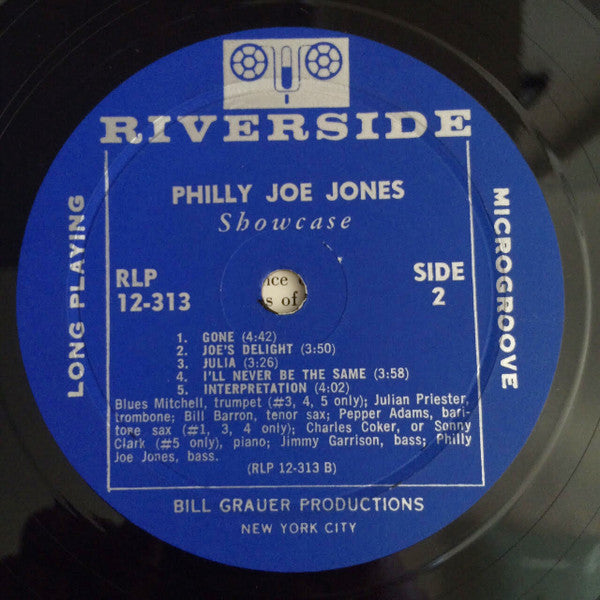 RIVERSIDE
PHILLY JOE JONES
Showcase
LONG PLAYING
MICROGROOVE
RLP
12-313
SIDE
2
nce
s of
1. GONE (4:42)
2. JOE'S DELIGHT (3:50)
3. JULIA (3:26)
4. I'LL NEVER BE THE SAME (3:58)
5. INTERPRETATION (4:02)
Blues Mitchell, trumpet (#3, 4, 5 only); Julian Priester,
trombone; Bill Barron, tenor sax; Pepper Adams, bari-
tone sax (#1, 3, 4 only); Charles Coker, or Sonny
Clark (#5 only), piano; Jimmy Garrison, bass; Philly
Joe Jones, bass.
(RLP 12-313 B)
BILL GRAUER PRODUCTIONS
NEW YORK CITY